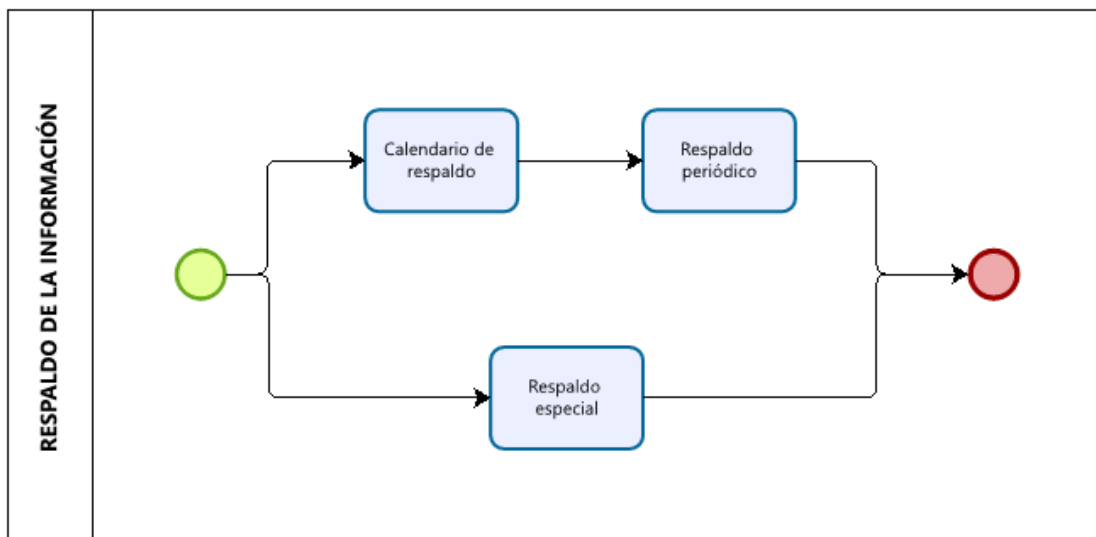 RESPALDO DE LA INFORMACIÓN
Calendario de
respaldo
Respaldo
periódico
Respaldo
especial